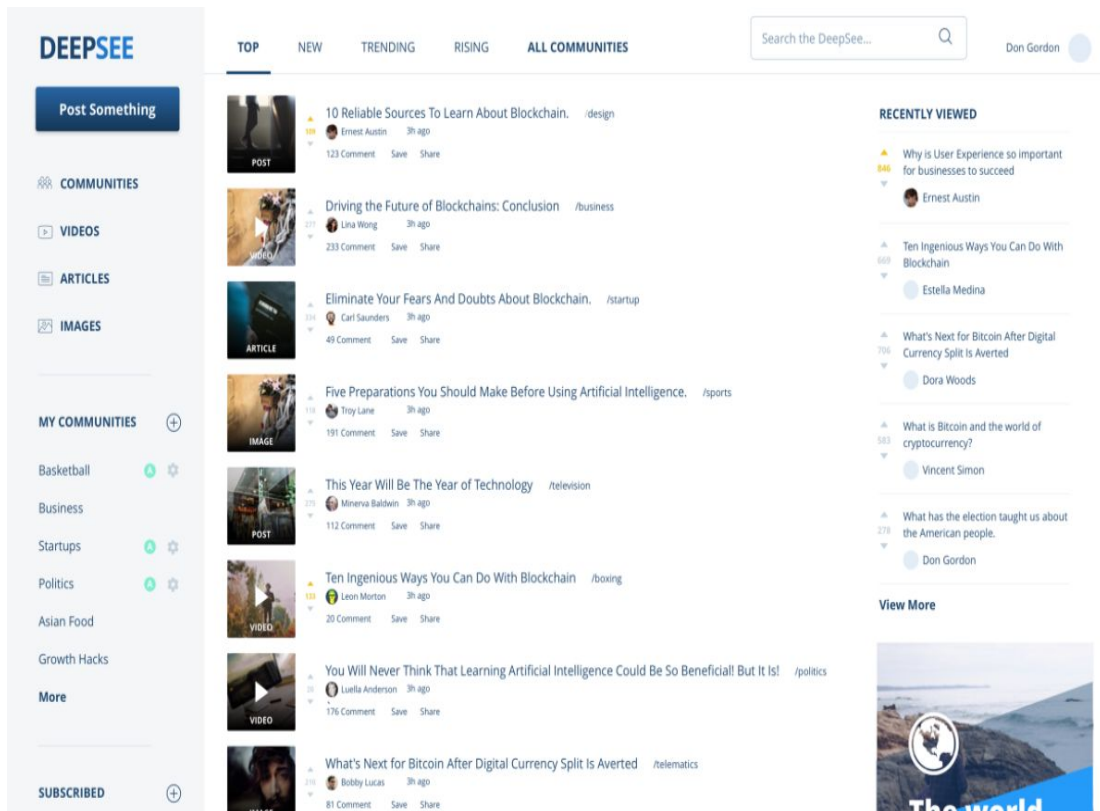 DEEPSEE
TOP NEW TRENDING RISING ALL COMMUNITIES
Search the DeepSee...
Don Gordon
Post Something
COMMUNITIES
VIDEOS
ARTICLES
IMAGES
MY COMMUNITIES
Basketball A
Business
Startups A
Politics A
Asian Food
Growth Hacks
More
SUBSCRIBED
POST
10 Reliable Sources To Learn About Blockchain. /design
Ernest Austin 3h ago
123 Comment Save Share
VIDEO
Driving the Future of Blockchains: Conclusion /business
Lina Wong 3h ago
233 Comment Save Share
ARTICLE
Eliminate Your Fears And Doubts About Blockchain. /startup
Carl Saunders 3h ago
49 Comment Save Share
IMAGE
Five Preparations You Should Make Before Using Artificial Intelligence. /sports
Troy Lane 3h ago
191 Comment Save Share
POST
This Year Will Be The Year of Technology /television
Minerva Baldwin 3h ago
112 Comment Save Share
VIDEO
Ten Ingenious Ways You Can Do With Blockchain /boxing
Leon Morton 3h ago
20 Comment Save Share
VIDEO
You Will Never Think That Learning Artificial Intelligence Could Be So Beneficial! But It Is! /politics
Luella Anderson 3h ago
176 Comment Save Share
What's Next for Bitcoin After Digital Currency Split Is Averted /telematics
Bobby Lucas 3h ago
81 Comment Save Share
RECENTLY VIEWED
846
Why is User Experience so important
for businesses to succeed
Ernest Austin
669
Ten Ingenious Ways You Can Do With
Blockchain
Estella Medina
706
What's Next for Bitcoin After Digital
Currency Split Is Averted
Dora Woods
583
What is Bitcoin and the world of
cryptocurrency?
Vincent Simon
278
What has the election taught us about
the American people.
Don Gordon
View More
The world